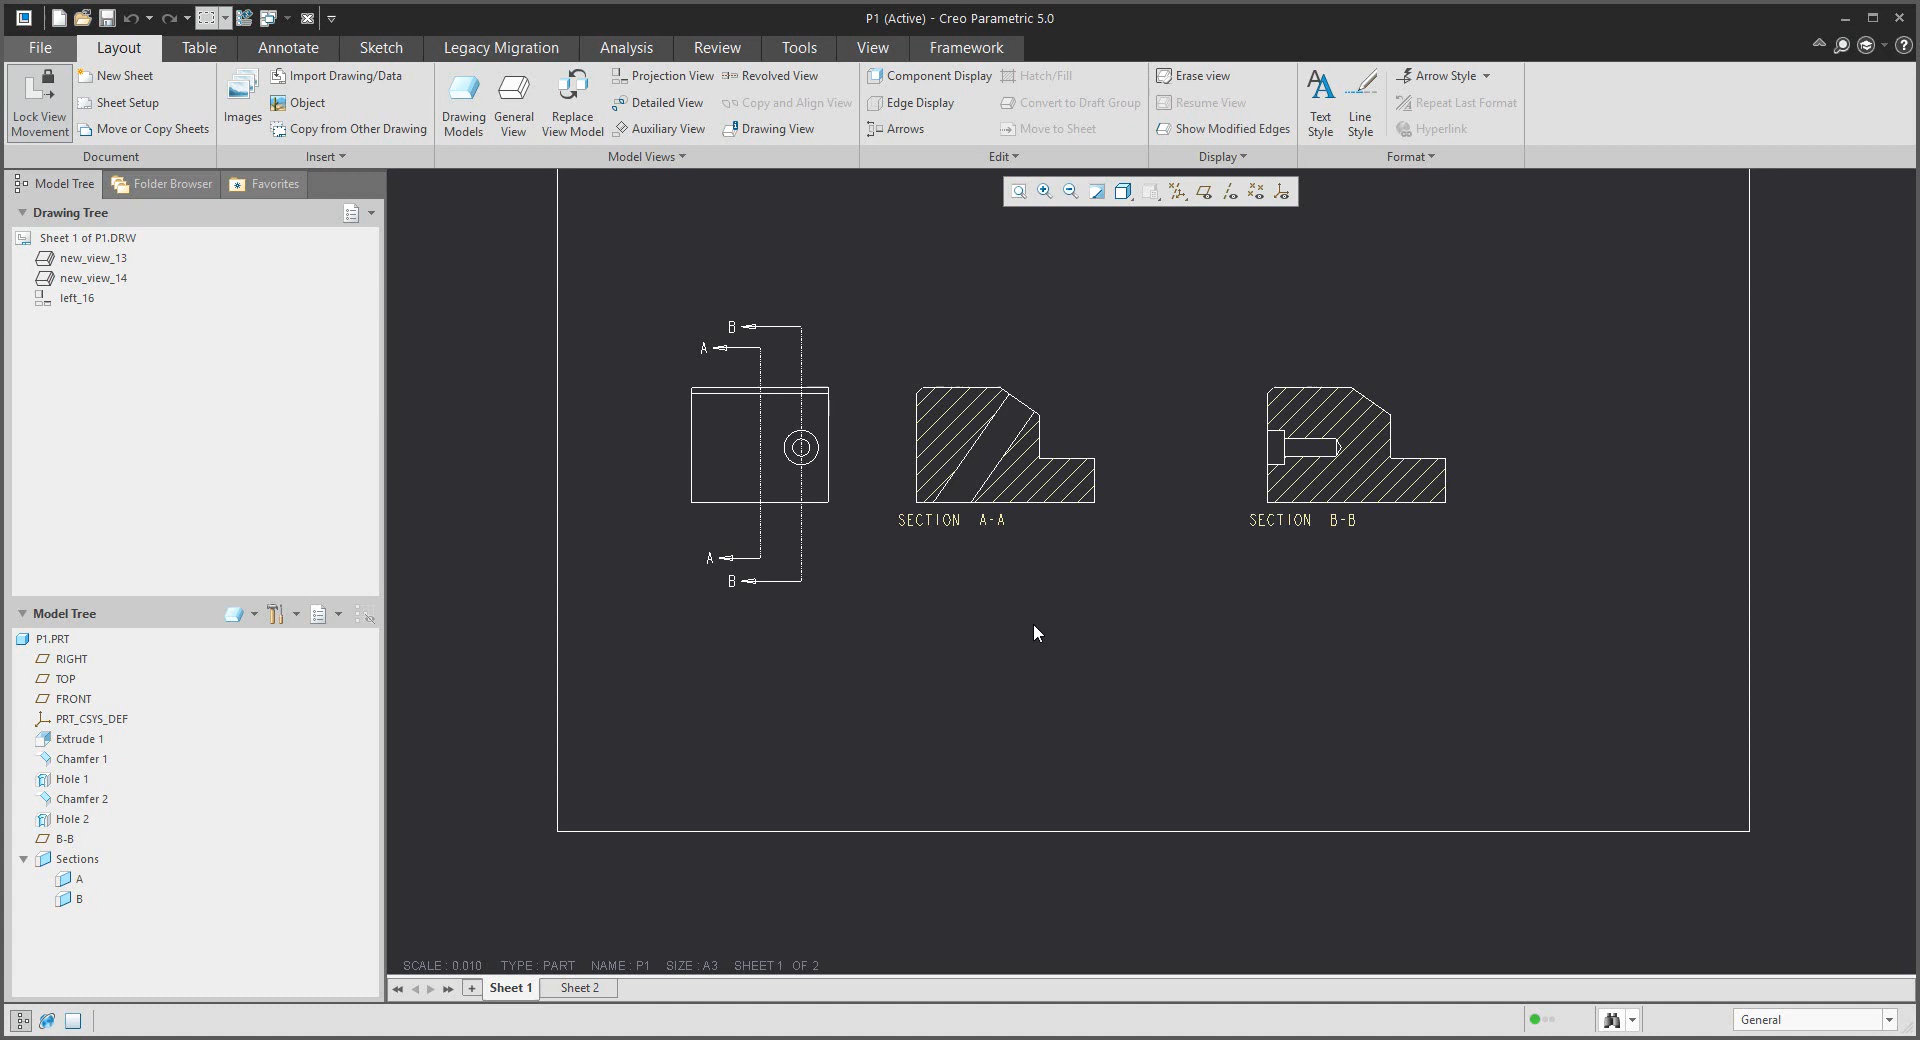 P1 (Active) - Creo Parametric 5.0
File Layout Table Annotate Sketch Legacy Migration Analysis Review Tools View Framework
Lock View Movement
New Sheet
Sheet Setup
Move or Copy Sheets
Document
Images
Import Drawing/Data
Object
Copy from Other Drawing
Insert
Drawing Models
General View
Replace View Model
Projection View
Detailed View
Auxiliary View
Revolved View
Copy and Align View
Drawing View
Model Views
Component Display
Edge Display
Arrows
Hatch/Fill
Convert to Draft Group
Move to Sheet
Edit
Erase view
Resume View
Show Modified Edges
Display
Text Style
Line Style
Arrow Style
Repeat Last Format
Hyperlink
Format
Model Tree Folder Browser Favorites
Drawing Tree
Sheet 1 of P1.DRW
new_view_13
new_view_14
left_16
Model Tree
P1.PRT
RIGHT
TOP
FRONT
PRT_CSYS_DEF
Extrude 1
Chamfer 1
Hole 1
Chamfer 2
Hole 2
B-B
Sections
A
B
B
A
A
B
SECTION A-A
SECTION B-B
SCALE : 0.010 TYPE : PART NAME : P1 SIZE : A3 SHEET 1 OF 2
Sheet 1 Sheet 2
General